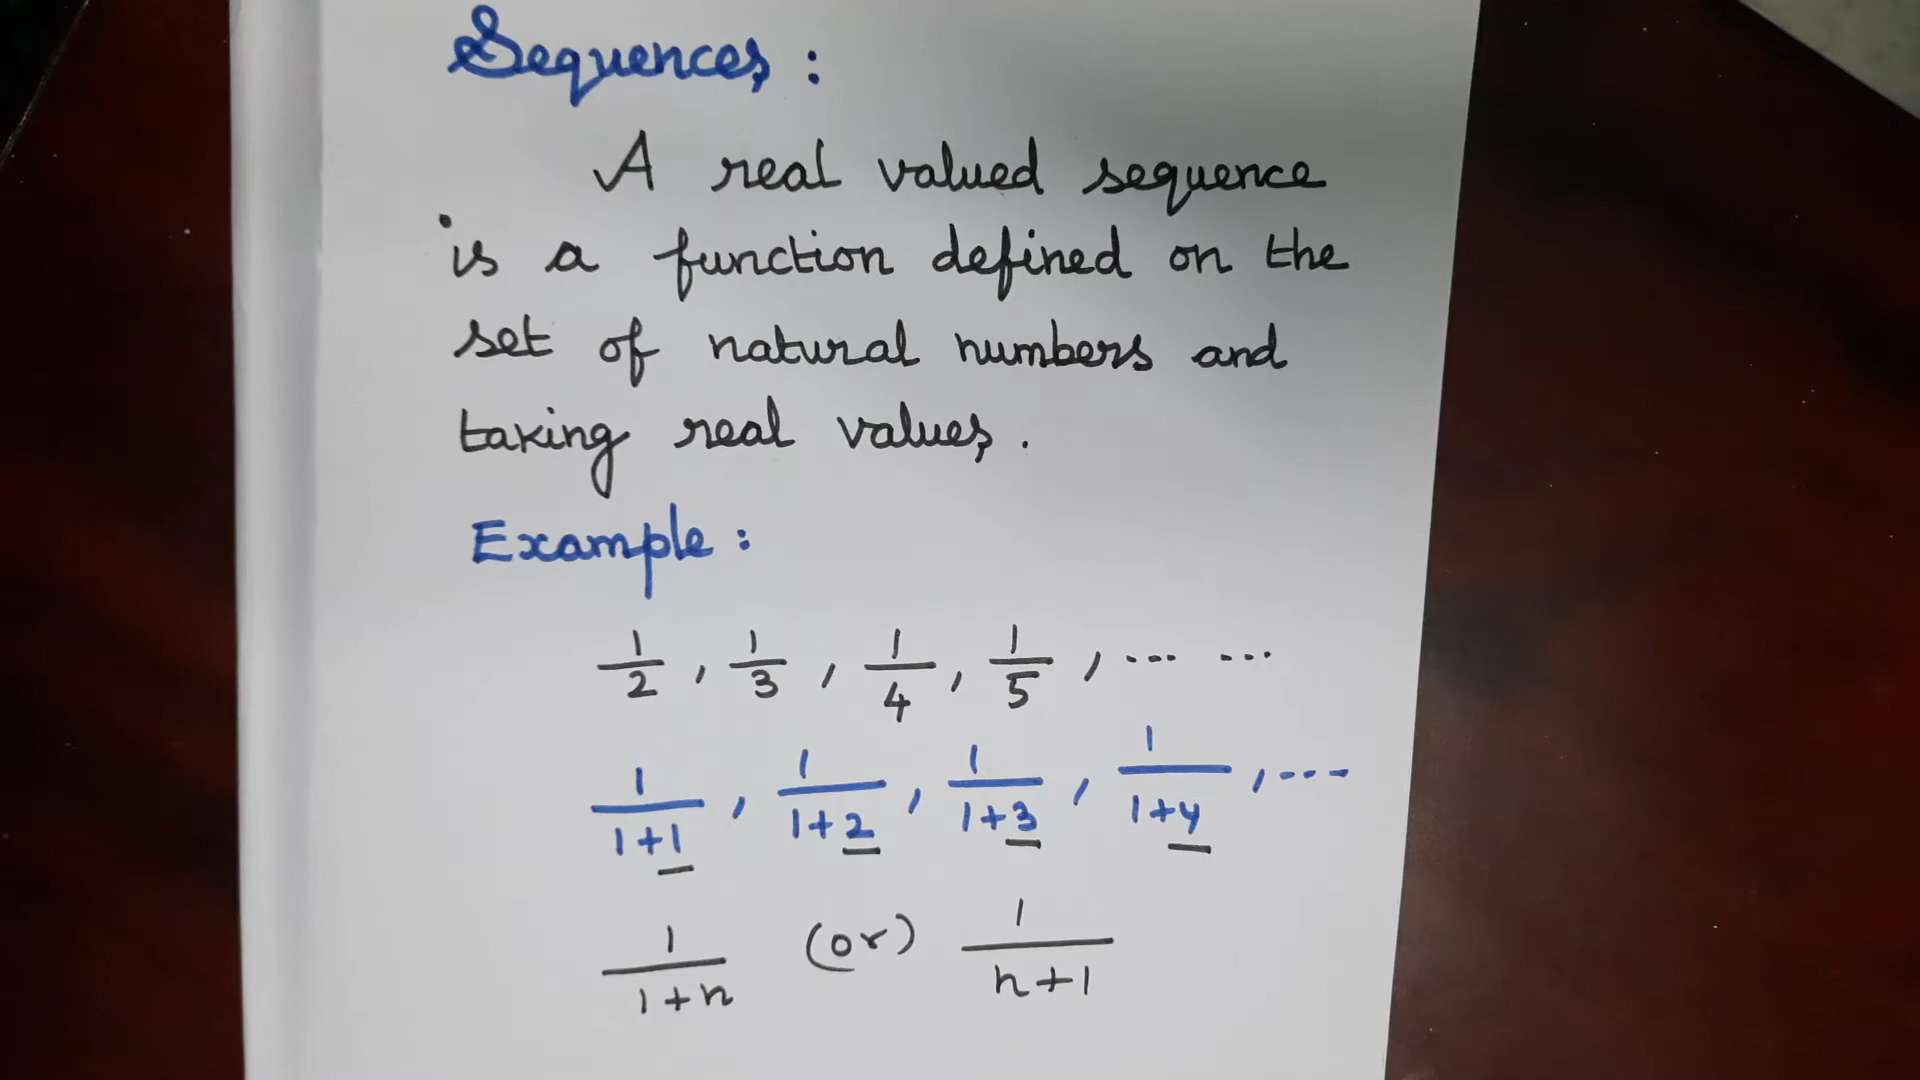 Sequences :
A real valued sequence
is a function defined on the
set of natural numbers and
taking real values.
Example :
1/2 , 1/3 , 1/4 , 1/5 , ... ...
1/(1+1) , 1/(1+2) , 1/(1+3) , 1/(1+4) , ...
1/(1+n) (or) 1/(n+1)